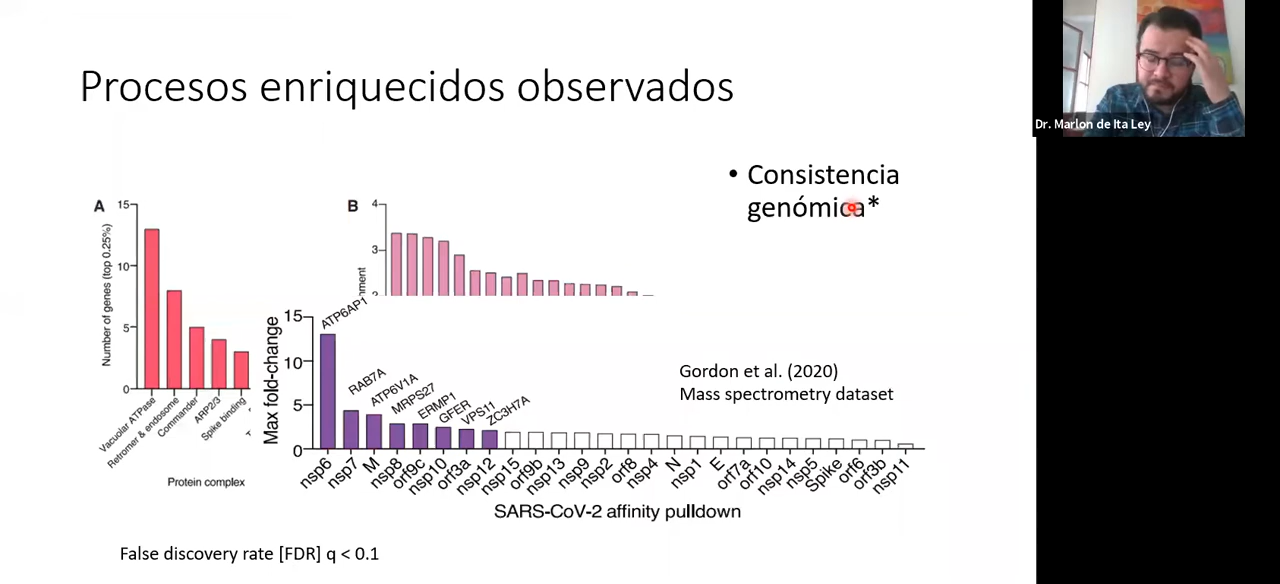 Procesos enriquecidos observados
Dr. Marlon de Ita Ley
• Consistencia
genómica*
A
15
10
5
0
Number of genes (top 0.25%)
Vacuolar ATPase
Retromer & endosome
Commander
ARP2/3
Spike binding
Protein complex
B
4
3
Max fold-change
15
10
5
0
ATP6AP1
RAB7A
ATP6V1A
MRPS27
ERMP1
GFER
VPS11
ZC3H7A
nsp6
nsp7
M
nsp8
orf9c
nsp10
orf3a
nsp12
nsp15
orf9b
nsp13
nsp9
nsp2
orf8
nsp4
N
nsp1
E
orf7a
orf10
nsp14
nsp5
Spike
orf6
orf3b
nsp11
SARS-CoV-2 affinity pulldown
Gordon et al. (2020)
Mass spectrometry dataset
False discovery rate [FDR] q < 0.1